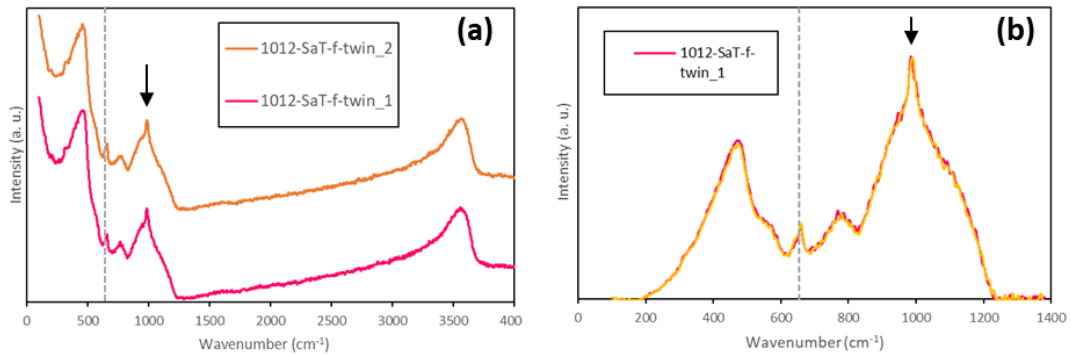 (a)
1012-SaT-f-twin_2
1012-SaT-f-twin_1
Intensity (a. u.)
0 500 1000 1500 2000 2500 3000 3500 400
Wavenumber (cm-1)
(b)
1012-SaT-f-
twin_1
Intensity (a. u.)
0 200 400 600 800 1000 1200 1400
Wavenumber (cm-1)